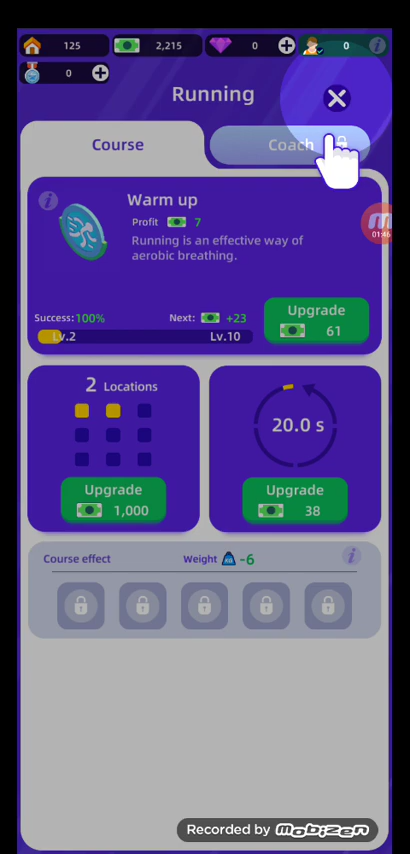 125
2,215
0
0
0
Running
Course
Coach
Warm up
Profit 7
Running is an effective way of
aerobic breathing.
01:46
Success:100%
Next: +23
Lv.2
Lv.10
Upgrade
61
2 Locations
Upgrade
1,000
20.0 s
Upgrade
38
Course effect
Weight KG -6
Recorded by Mobizen